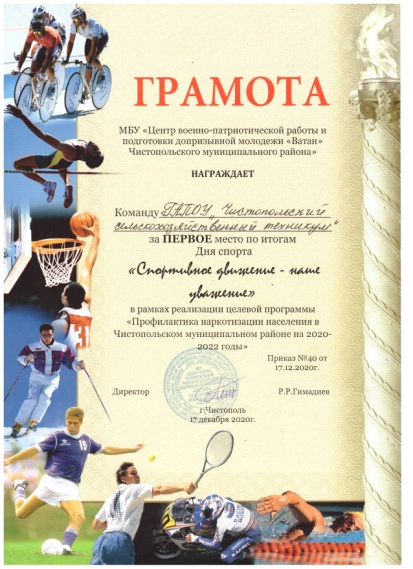 ГРАМОТА
МБУ «Центр военно-патриотической работы и
подготовки допризывной молодежи «Ватан»
Чистопольского муниципального района»
НАГРАЖДАЕТ
Команду ГАПОУ „Чистопольский
сельскохозяйственный техникум"
за ПЕРВОЕ место по итогам
Дня спорта
«Спортивное движение - наше
уважение»
в рамках реализации целевой программы
«Профилактика наркотизации населения в
Чистопольском муниципальном районе на 2020-
2022 годы»
Приказ №40 от
17.12.2020г.
Директор Р.Р.Гимадиев
г.Чистополь
17 декабря 2020г.
15
31